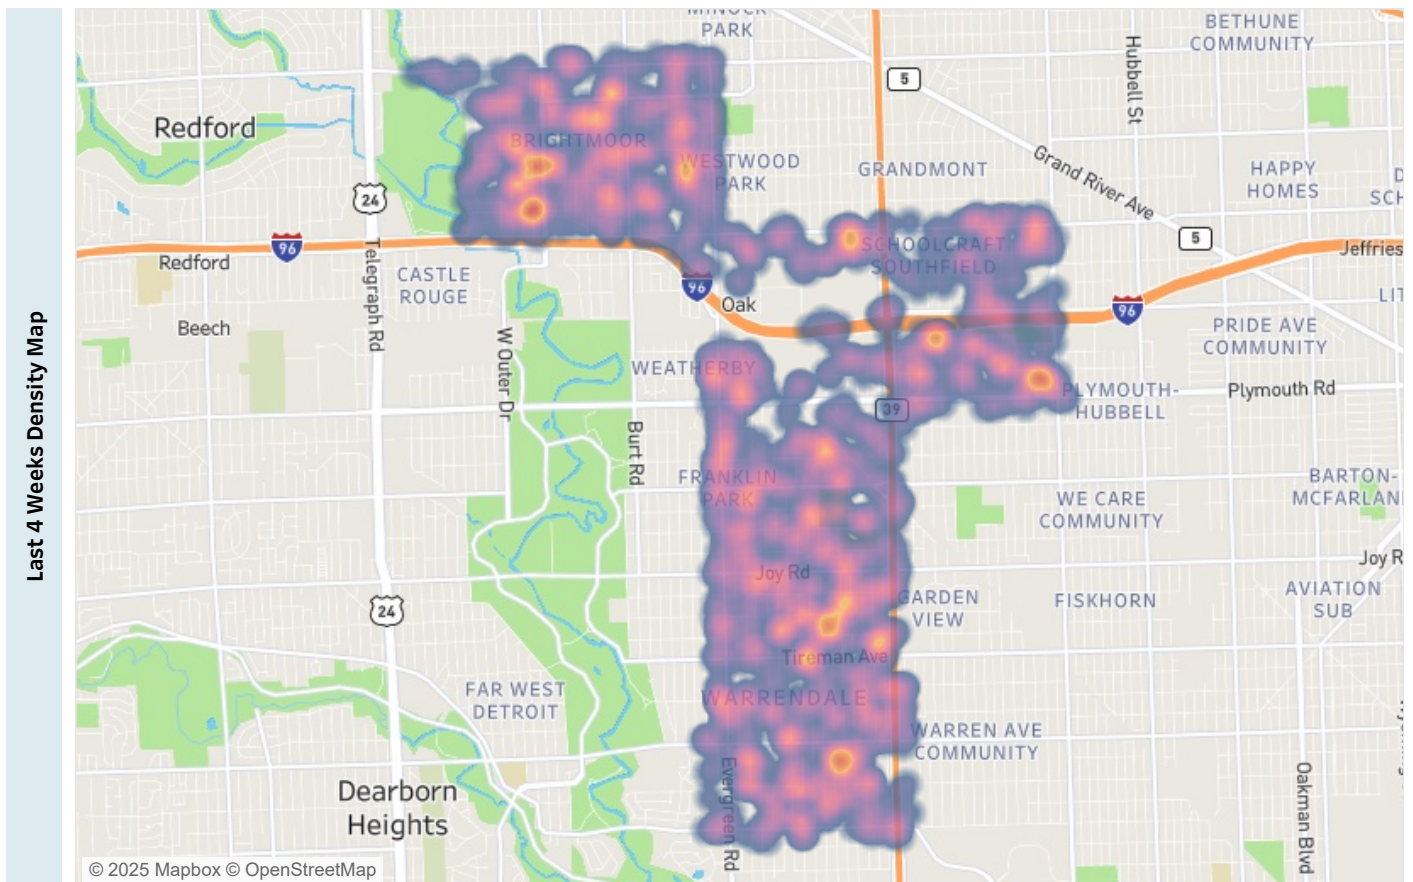 Last 4 Weeks Density Map
MINOCK
PARK
BETHUNE
COMMUNITY
5
Hubbell St
Redford
BRIGHTMOOR
WESTWOOD
PARK
GRANDMONT
Grand River Ave
HAPPY
HOMES
24
5
96
Redford
Telegraph Rd
CASTLE
ROUGE
SCHOOLCRAFT
SOUTHFIELD
Jeffries
96
Oak
96
Beech
W Outer Dr
WEATHERBY
PRIDE AVE
COMMUNITY
Plymouth Rd
PLYMOUTH-
HUBBELL
39
Burt Rd
FRANKLIN
PARK
WE CARE
COMMUNITY
BARTON-
MCFARLAN
Joy Rd
Joy R
24
GARDEN
VIEW
FISKHORN
AVIATION
SUB
Tireman Ave
FAR WEST
DETROIT
WARRENDALE
WARREN AVE
COMMUNITY
Dearborn
Heights
Evergreen Rd
Oakman Blvd
© 2025 Mapbox © OpenStreetMap